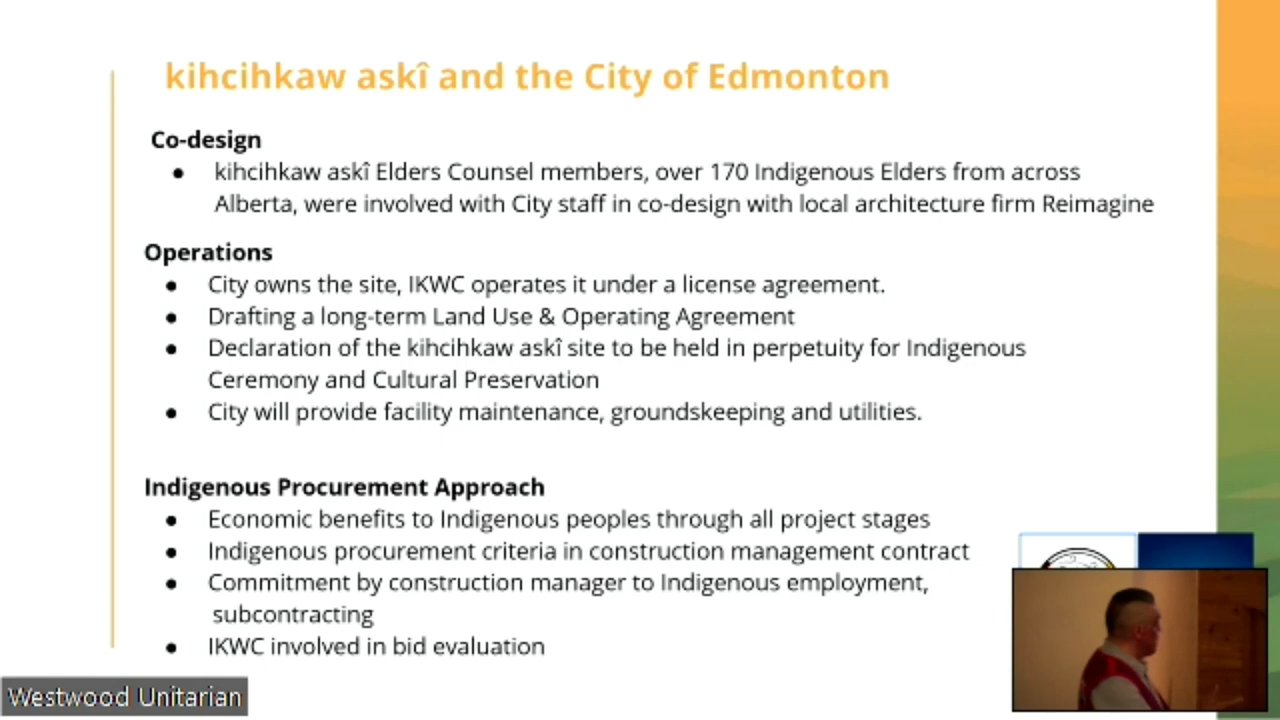 kihcihkaw askî and the City of Edmonton
Co-design
● kihcihkaw askî Elders Counsel members, over 170 Indigenous Elders from across
Alberta, were involved with City staff in co-design with local architecture firm Reimagine
Operations
● City owns the site, IKWC operates it under a license agreement.
● Drafting a long-term Land Use & Operating Agreement
● Declaration of the kihcihkaw askî site to be held in perpetuity for Indigenous
Ceremony and Cultural Preservation
● City will provide facility maintenance, groundskeeping and utilities.
Indigenous Procurement Approach
● Economic benefits to Indigenous peoples through all project stages
● Indigenous procurement criteria in construction management contract
● Commitment by construction manager to Indigenous employment,
subcontracting
● IKWC involved in bid evaluation
Westwood Unitarian